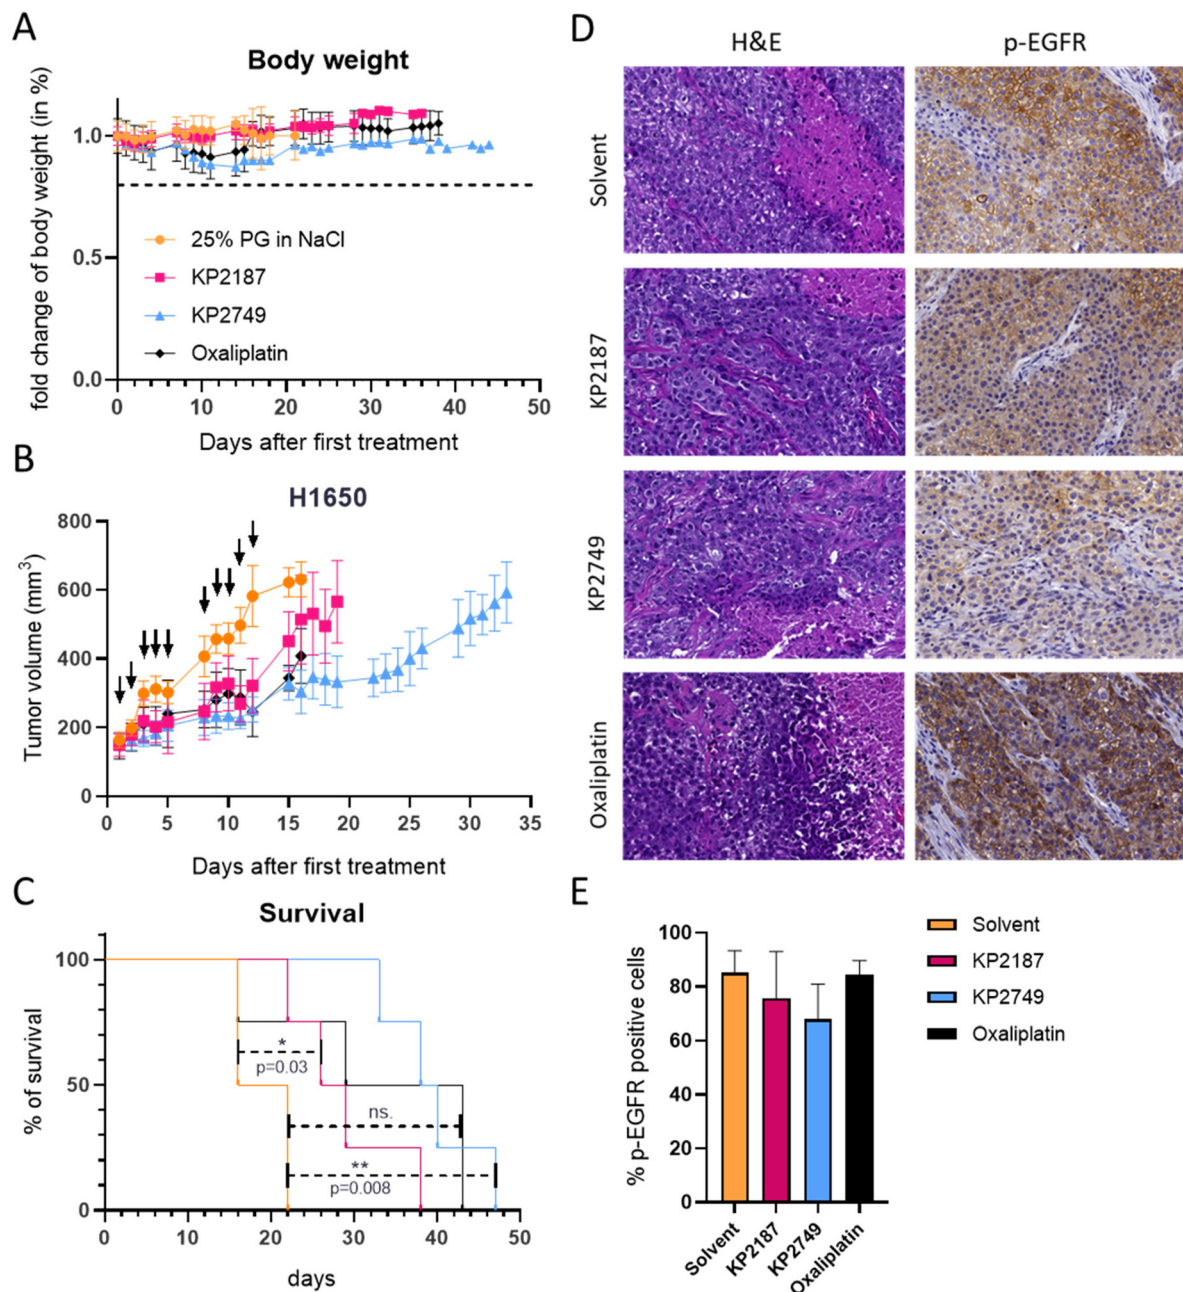 A
Body weight
fold change of body weight (in %)
1.0
0.5
0.0
25% PG in NaCl
KP2187
KP2749
Oxaliplatin
0 10 20 30 40 50
Days after first treatment
B
H1650
Tumor volume (mm³)
800
600
400
200
0
0 5 10 15 20 25 30 35
Days after first treatment
C
Survival
% of survival
100
50
0
*
p=0.03
ns.
**
p=0.008
0 10 20 30 40 50
days
D
H&E p-EGFR
Solvent
KP2187
KP2749
Oxaliplatin
E
% p-EGFR positive cells
100
80
60
40
20
0
Solvent
KP2187
KP2749
Oxaliplatin
Solvent
KP2187
KP2749
Oxaliplatin